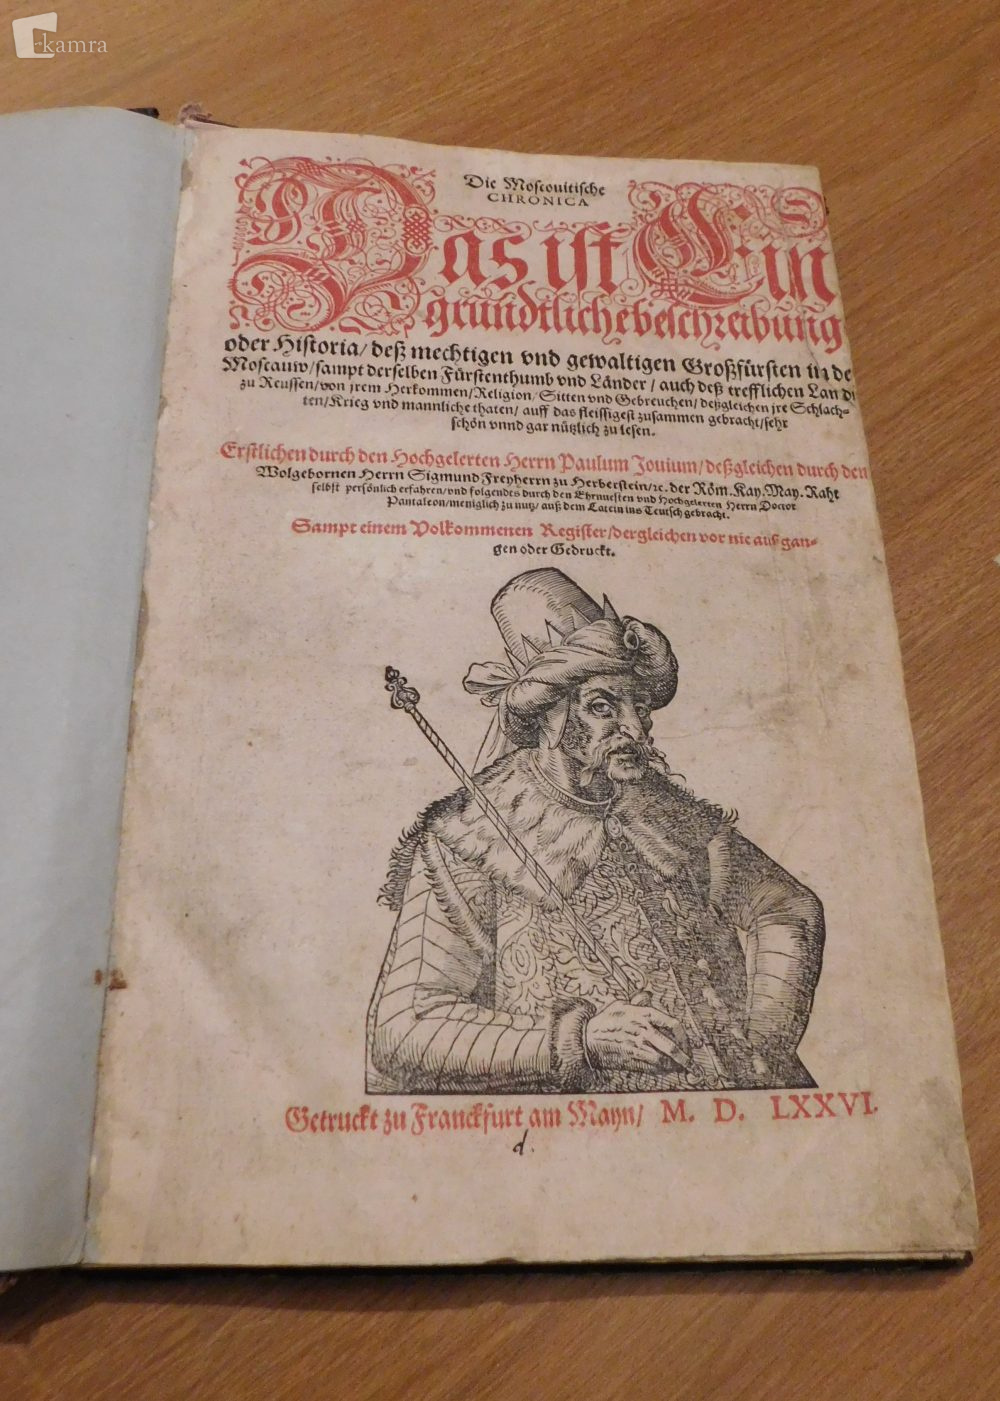 kamra
Die Moscouitische
CHRONICA
Das ist Ein
gründtliche beschreibung
oder Historia/ deß mechtigen vnd gewaltigen Großfürsten in de
Moscauw/ sampt derselben Fürstenthumb vnd Länder/ auch deß trefflichen Lan d
zu Reussen/ von jrem Herkommen/ Religion/ Sitten vnd Gebreuchen/ deßgleichen jre Schlach-
ten/ Krieg vnd mannliche thaten/ auff das fleissigest zusammen gebracht/ sehr
schön vnnd gar nützlich zu lesen.
Erstlichen durch den Hochgelerten Herrn Paulum Jouium/ deßgleichen durch den
Wolgebornen Herrn Sigmund Freyherrn zu Herberstein/ ꝛc. der Röm. Kay. May. Raht
selbst persönlich erfahren/ vnd folgendts durch den Ehrnuesten vnd Hochgelerten Herrn Doctor
Pantaleon/ meniglich zu nutz/ auß dem Latein ins Teutsch gebracht.
Sampt einem Volkommenen Register/ dergleichen vor nie auß gan-
gen oder Gedruckt.
Getruckt zu Franckfurt am Mayn/ M. D. LXXVI.
d.